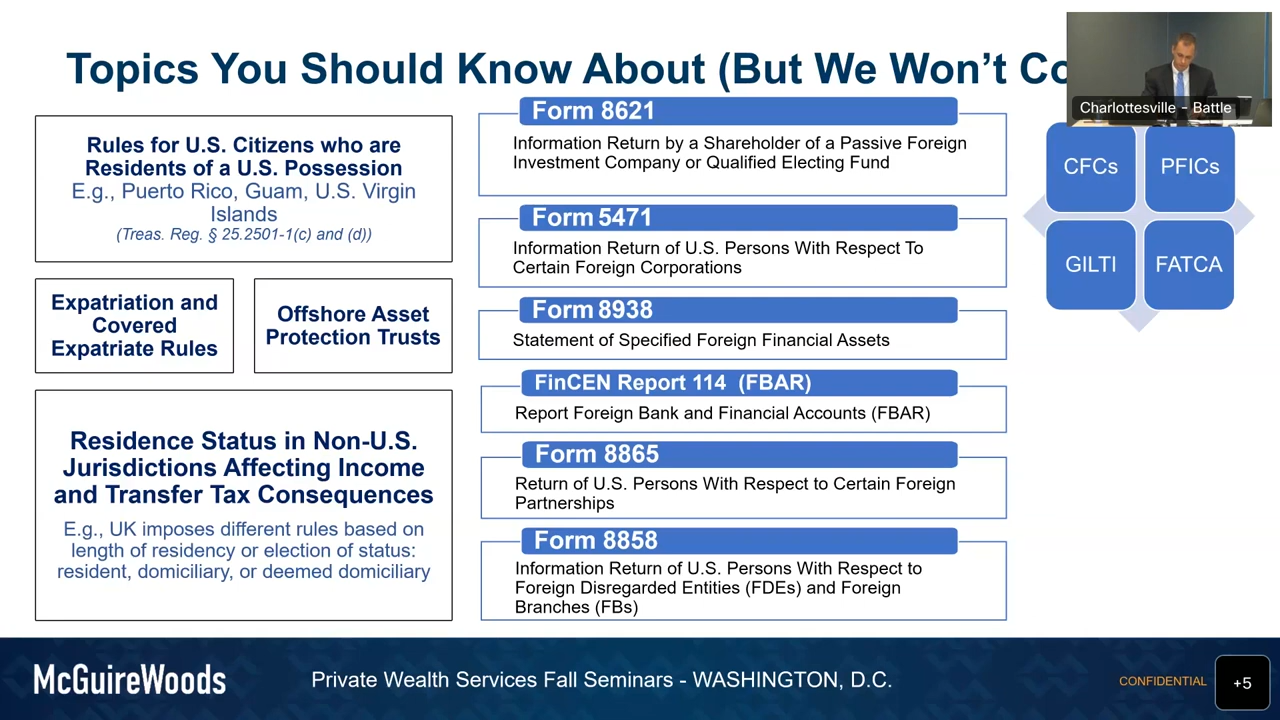 Topics You Should Know About (But We Won't Co
Charlottesville - Battle
Rules for U.S. Citizens who are
Residents of a U.S. Possession
E.g., Puerto Rico, Guam, U.S. Virgin
Islands
(Treas. Reg. § 25.2501-1(c) and (d))
Expatriation and
Covered
Expatriate Rules
Offshore Asset
Protection Trusts
Residence Status in Non-U.S.
Jurisdictions Affecting Income
and Transfer Tax Consequences
E.g., UK imposes different rules based on
length of residency or election of status:
resident, domiciliary, or deemed domiciliary
Form 8621
Information Return by a Shareholder of a Passive Foreign
Investment Company or Qualified Electing Fund
Form 5471
Information Return of U.S. Persons With Respect To
Certain Foreign Corporations
Form 8938
Statement of Specified Foreign Financial Assets
FinCEN Report 114 (FBAR)
Report Foreign Bank and Financial Accounts (FBAR)
Form 8865
Return of U.S. Persons With Respect to Certain Foreign
Partnerships
Form 8858
Information Return of U.S. Persons With Respect to
Foreign Disregarded Entities (FDEs) and Foreign
Branches (FBs)
CFCs
PFICs
GILTI
FATCA
McGuireWoods
Private Wealth Services Fall Seminars - WASHINGTON, D.C.
CONFIDENTIAL
+5